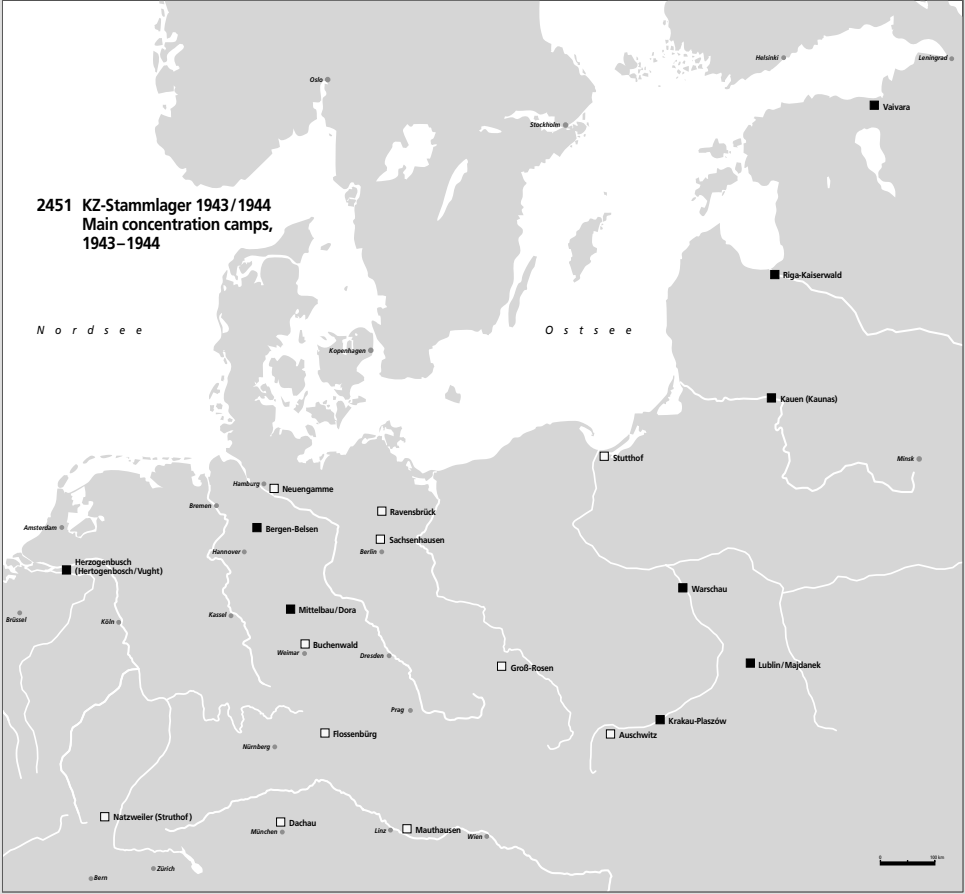 Oslo
Helsinki
Leningrad
Vaivara
Stockholm
2451 KZ-Stammlager 1943/1944
Main concentration camps,
1943–1944
Riga-Kaiserwald
Nordsee
Ostsee
Kopenhagen
Kauen (Kaunas)
Stutthof
Minsk
Hamburg
Neuengamme
Bremen
Ravensbrück
Amsterdam
Bergen-Belsen
Sachsenhausen
Hannover
Berlin
Herzogenbusch
(Hertogenbosch/Vught)
Warschau
Brüssel
Köln
Kassel
Mittelbau/Dora
Buchenwald
Weimar
Dresden
Groß-Rosen
Lublin/Majdanek
Prag
Krakau-Plaszów
Flossenbürg
Auschwitz
Nürnberg
Natzweiler (Struthof)
Dachau
München
Linz
Mauthausen
Wien
0 100 km
Zürich
Bern